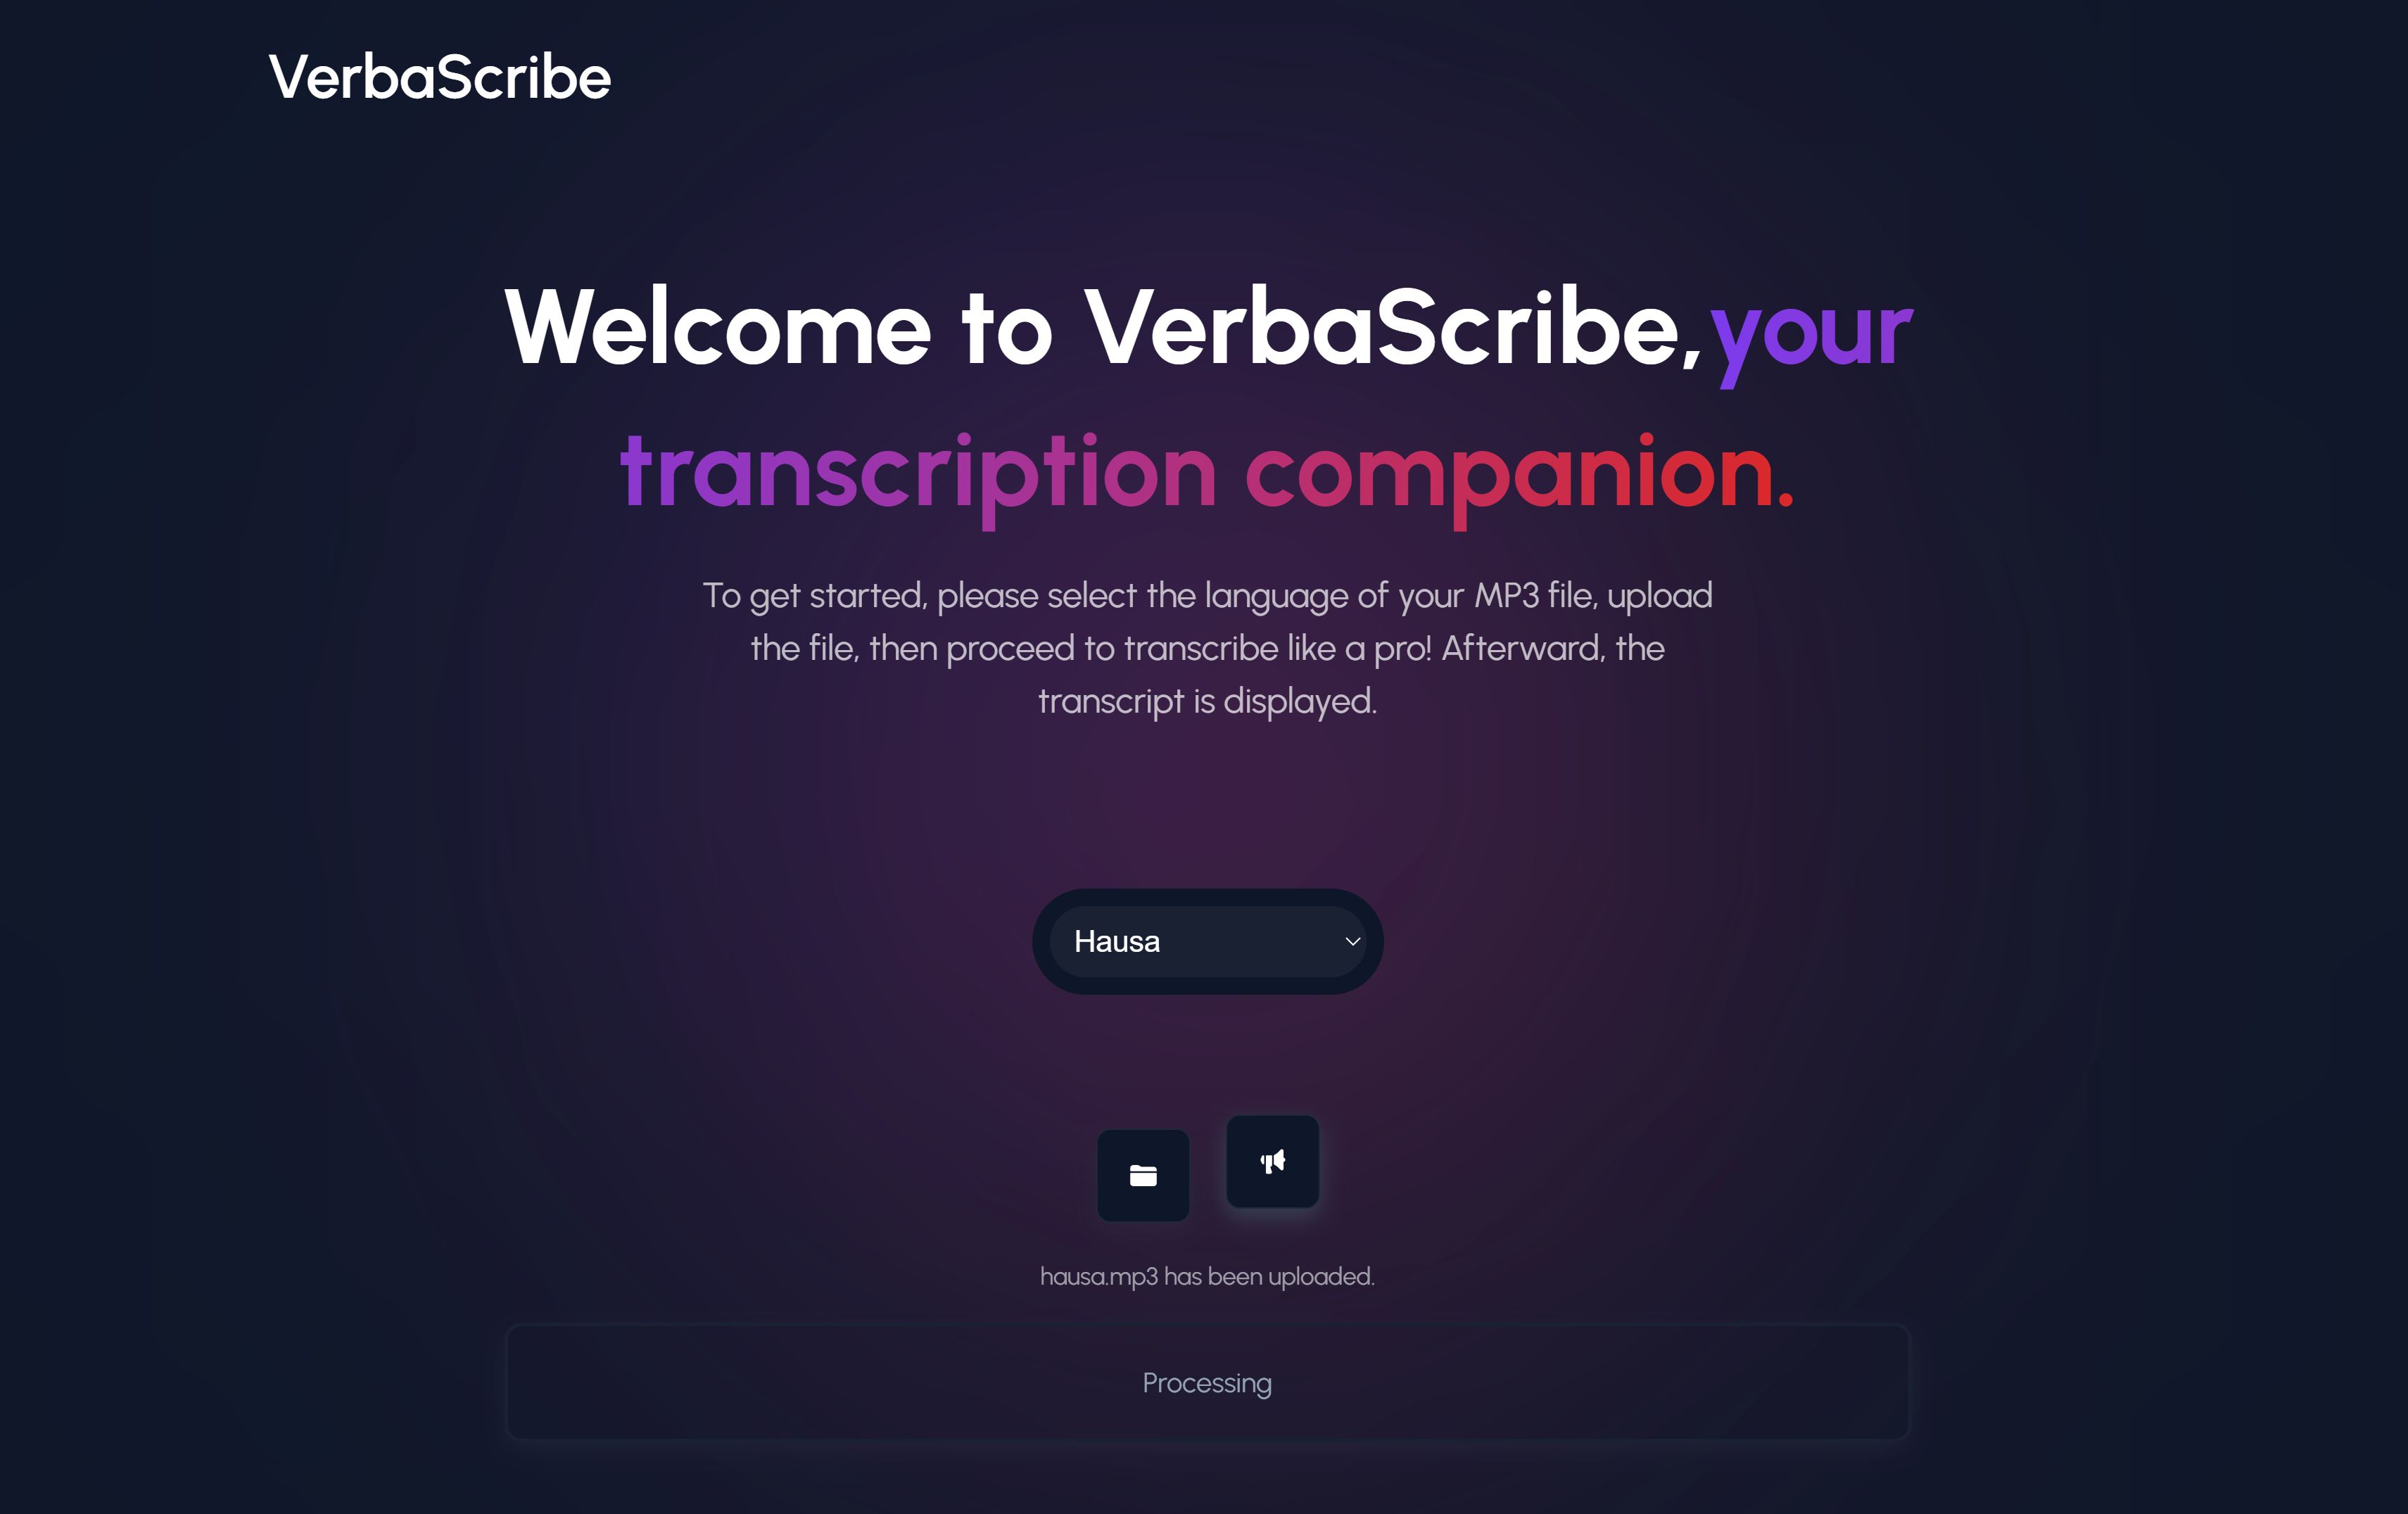 VerbaScribe
Welcome to VerbaScribe,your
transcription companion.
To get started, please select the language of your MP3 file, upload
the file, then proceed to transcribe like a pro! Afterward, the
transcript is displayed.
Hausa
hausa.mp3 has been uploaded.
Processing